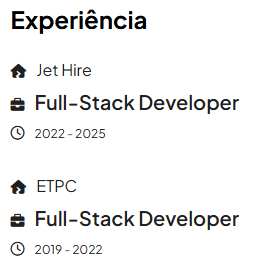 Experiência
Jet Hire
Full-Stack Developer
2022 - 2025
ETPC
Full-Stack Developer
2019 - 2022